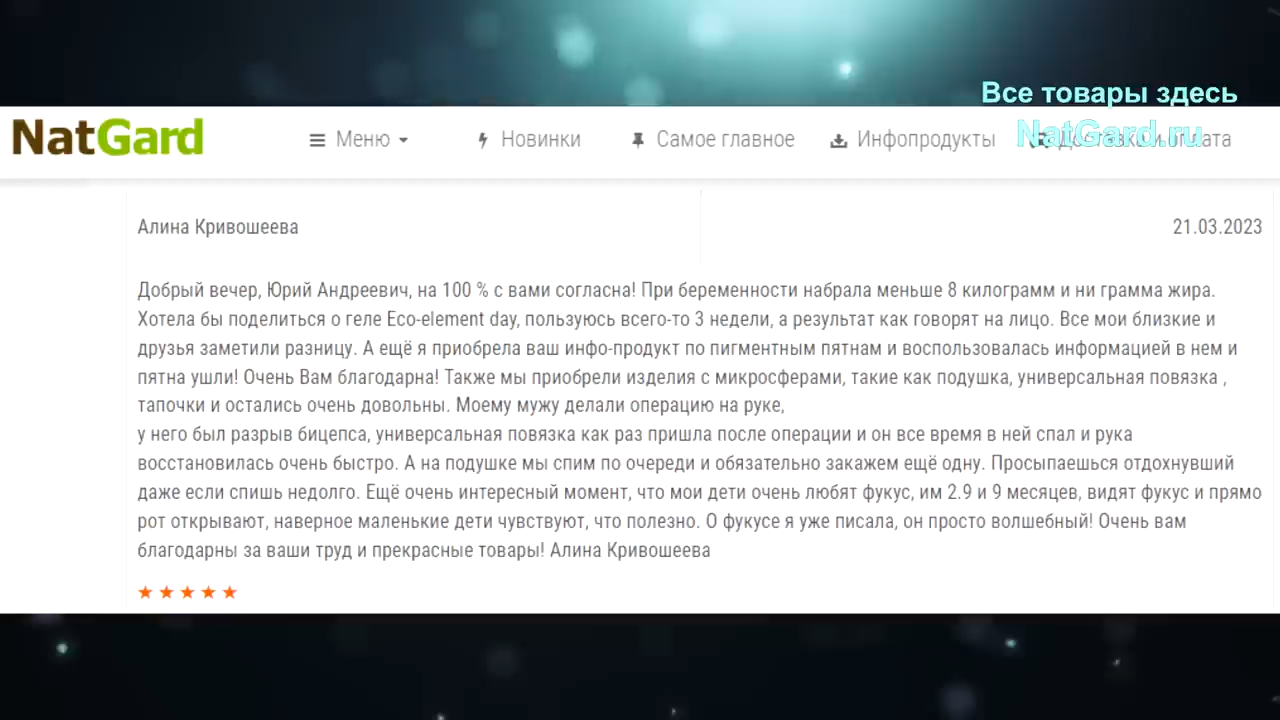 Все товары здесь
NatGard.ru
NatGard
Меню
Новинки
Самое главное
Инфопродукты
Доставка и оплата
Алина Кривошеева
21.03.2023
Добрый вечер, Юрий Андреевич, на 100 % с вами согласна! При беременности набрала меньше 8 килограмм и ни грамма жира.
Хотела бы поделиться о геле Eco-element day, пользуюсь всего-то 3 недели, а результат как говорят на лицо. Все мои близкие и
друзья заметили разницу. А ещё я приобрела ваш инфо-продукт по пигментным пятнам и воспользовалась информацией в нем и
пятна ушли! Очень Вам благодарна! Также мы приобрели изделия с микросферами, такие как подушка, универсальная повязка ,
тапочки и остались очень довольны. Моему мужу делали операцию на руке,
у него был разрыв бицепса, универсальная повязка как раз пришла после операции и он все время в ней спал и рука
восстановилась очень быстро. А на подушке мы спим по очереди и обязательно закажем ещё одну. Просыпаешься отдохнувший
даже если спишь недолго. Ещё очень интересный момент, что мои дети очень любят фукус, им 2.9 и 9 месяцев, видят фукус и прямо
рот открывают, наверное маленькие дети чувствуют, что полезно. О фукусе я уже писала, он просто волшебный! Очень вам
благодарны за ваши труд и прекрасные товары! Алина Кривошеева